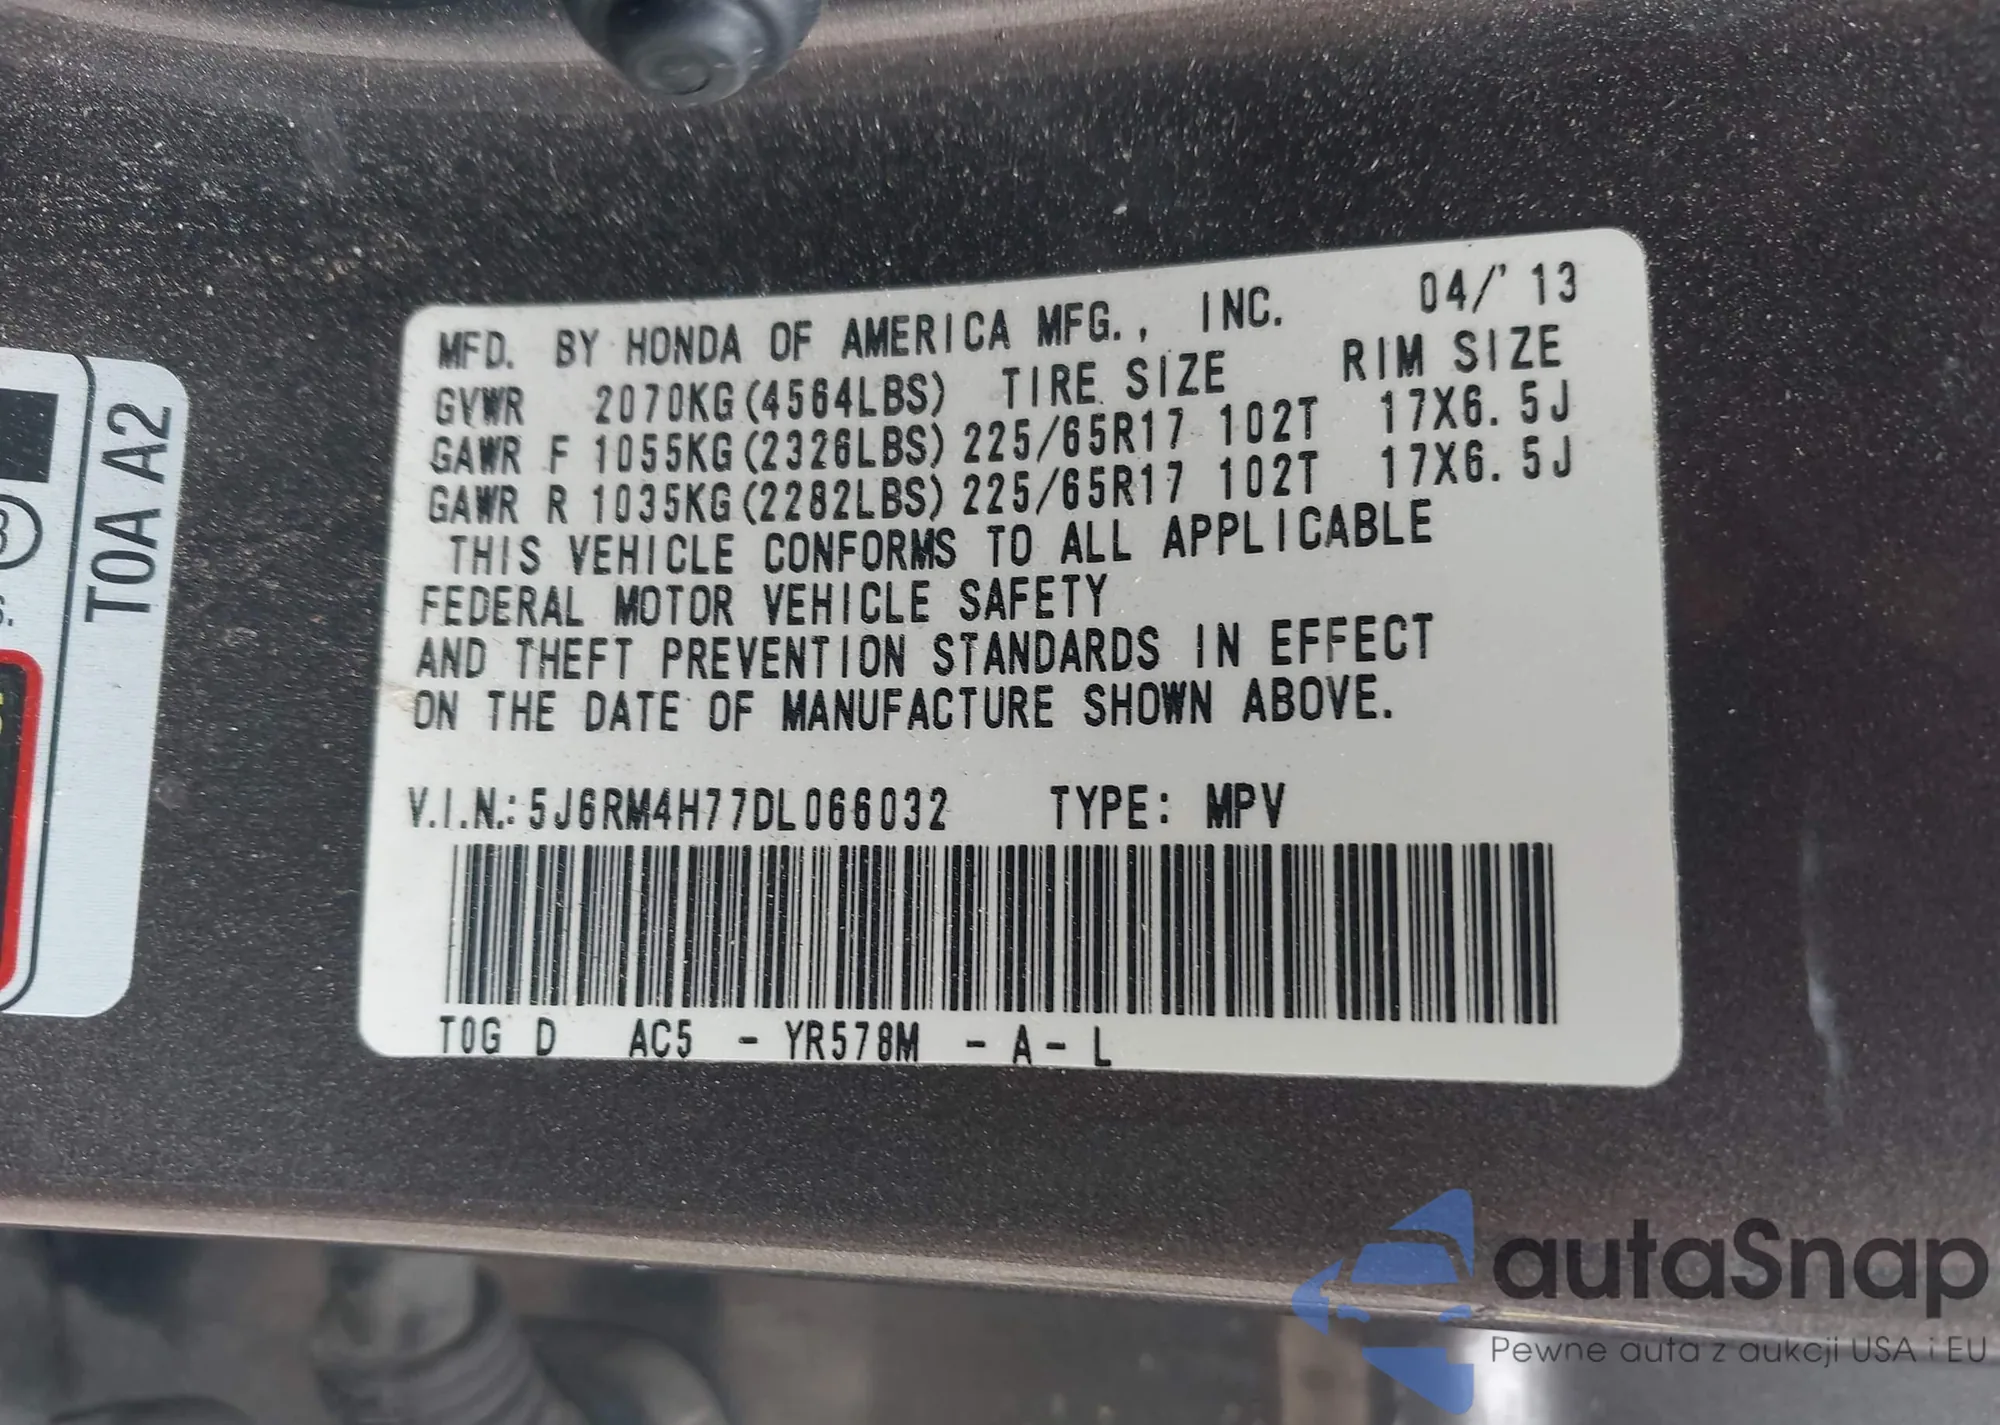 MFD. BY HONDA OF AMERICA MFG., INC. 04/'13
GVWR 2070KG(4564LBS) TIRE SIZE RIM SIZE
GAWR F 1055KG(2326LBS) 225/65R17 102T 17X6.5J
GAWR R 1035KG(2282LBS) 225/65R17 102T 17X6.5J
THIS VEHICLE CONFORMS TO ALL APPLICABLE
FEDERAL MOTOR VEHICLE SAFETY
AND THEFT PREVENTION STANDARDS IN EFFECT
ON THE DATE OF MANUFACTURE SHOWN ABOVE.
V.I.N.: 5J6RM4H77DL066032 TYPE: MPV
T0G D AC5 - YR578M - A - L
T0A A2
autaSnap
Pewne auta z aukcji USA i EU